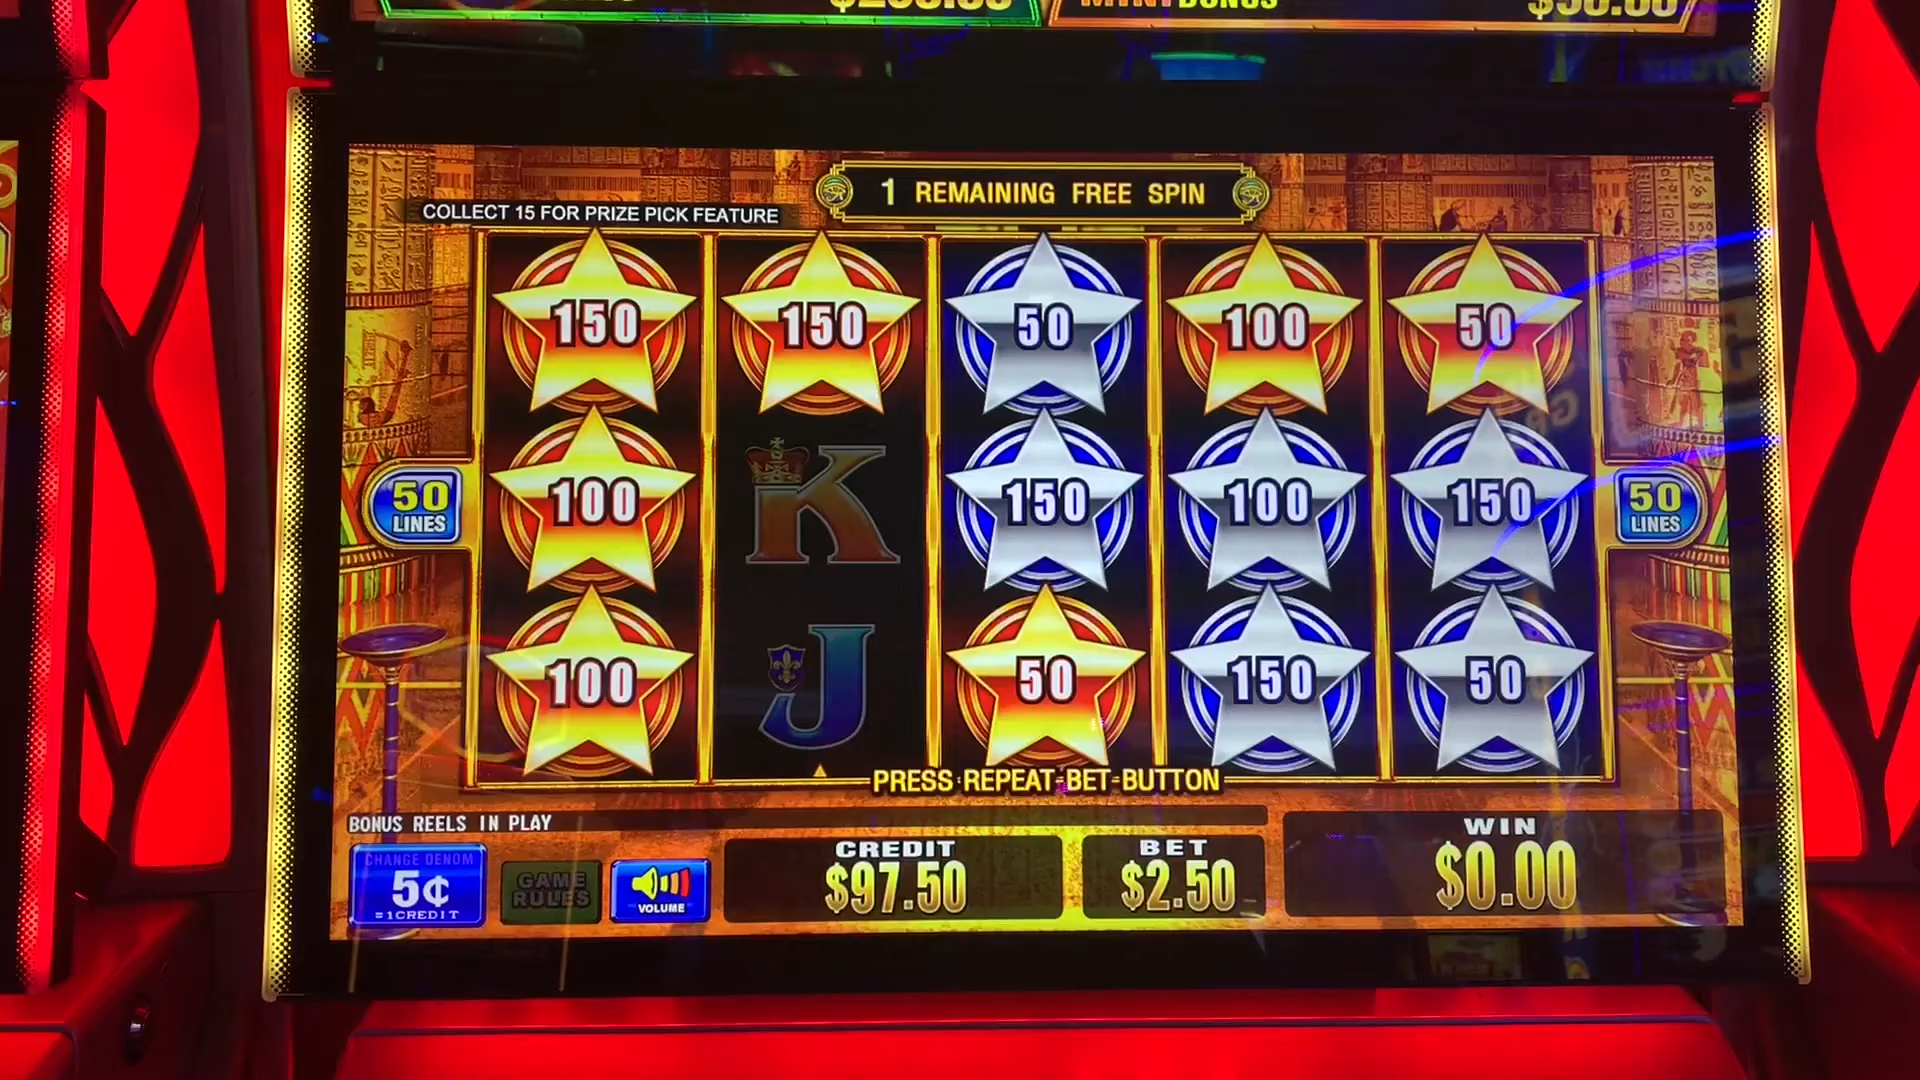 MINI BONUS
1 REMAINING FREE SPIN
COLLECT 15 FOR PRIZE PICK FEATURE
150 150 50 100 50
50 LINES
100 K 150 100 150
50 LINES
100 J 50 150 50
PRESS REPEAT BET BUTTON
BONUS REELS IN PLAY
CHANGE DENOM
5¢
=1CREDIT
GAME RULES
VOLUME
CREDIT
$97.50
BET
$2.50
WIN
$0.00